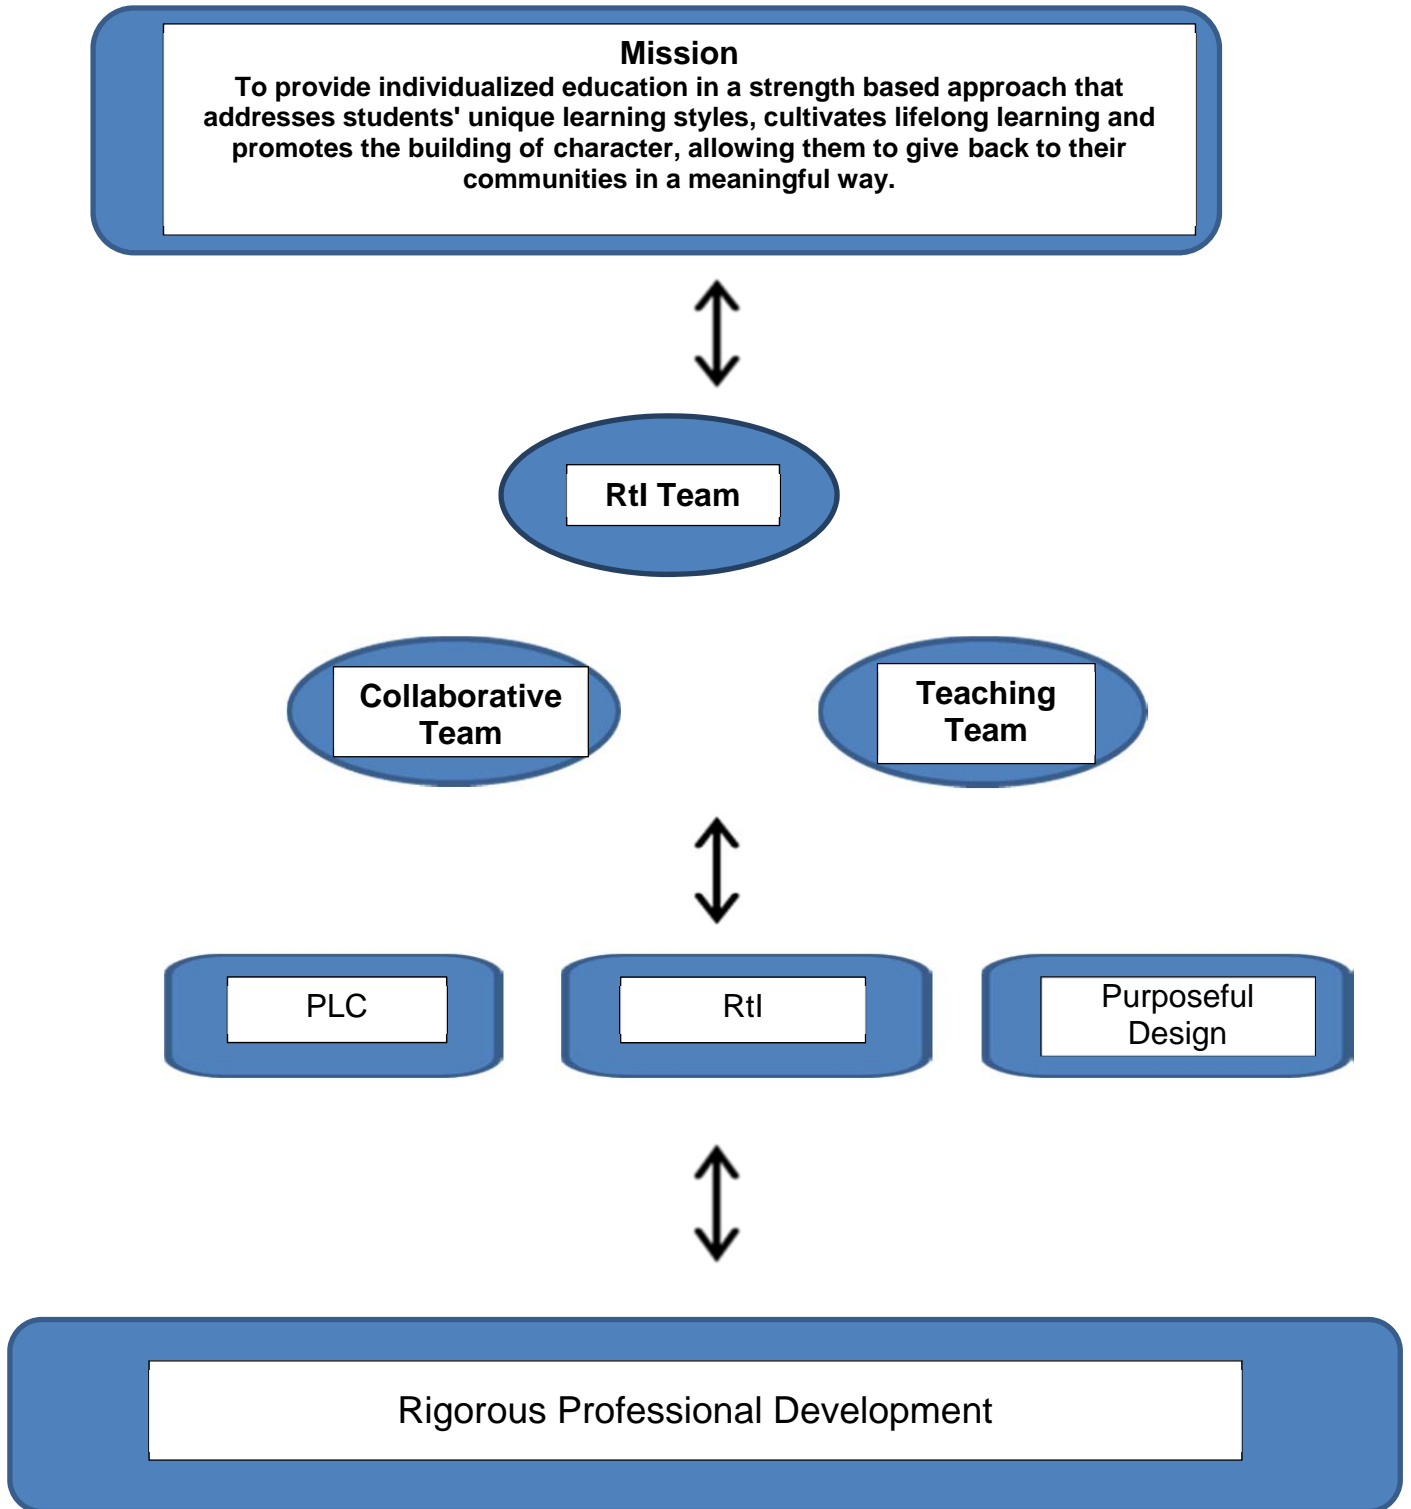 Mission
To provide individualized education in a strength based approach that
addresses students' unique learning styles, cultivates lifelong learning and
promotes the building of character, allowing them to give back to their
communities in a meaningful way.
RtI Team
Collaborative
Team
Teaching
Team
PLC
RtI
Purposeful
Design
Rigorous Professional Development